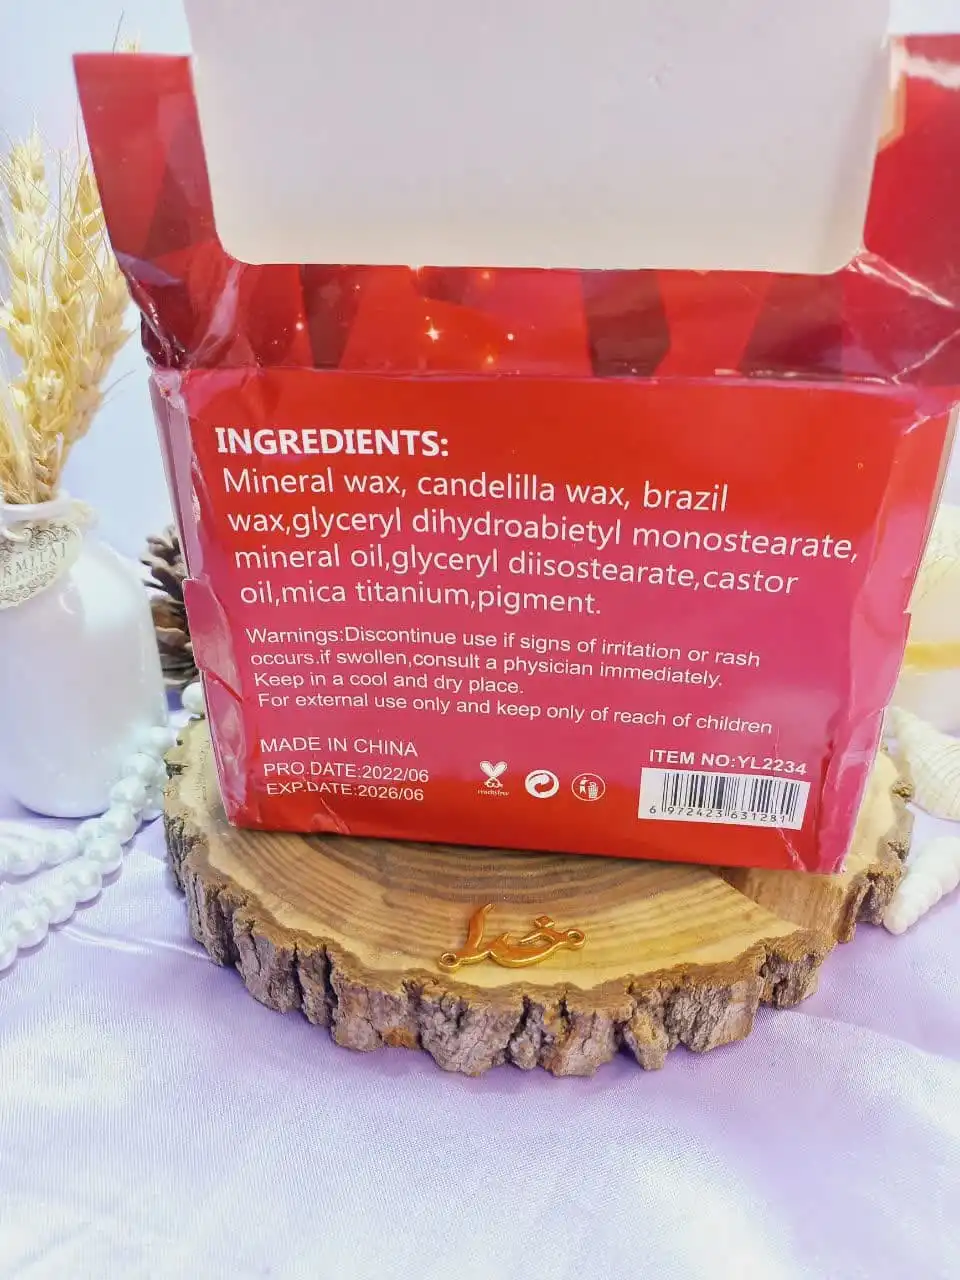 INGREDIENTS:
Mineral wax, candelilla wax, brazil
wax,glyceryl dihydroabietyl monostearate,
mineral oil,glyceryl diisostearate,castor
oil,mica titanium,pigment.
Warnings:Discontinue use if signs of irritation or rash
occurs.if swollen,consult a physician immediately.
Keep in a cool and dry place.
For external use only and keep only of reach of children
MADE IN CHINA
PRO.DATE:2022/06
EXP.DATE:2026/06
ITEM NO:YL2234
6 972423 631281
خدا